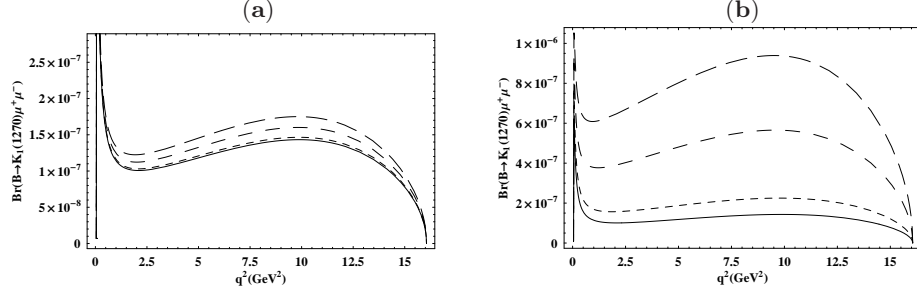 (a)
Br(B→K₁(1270)μ⁺μ⁻)
2.5×10⁻⁷
2×10⁻⁷
1.5×10⁻⁷
1×10⁻⁷
5×10⁻⁸
0
0 2.5 5 7.5 10 12.5 15
q²(GeV²)
(b)
Br(B→K₁(1270)μ⁺μ⁻)
1×10⁻⁶
8×10⁻⁷
6×10⁻⁷
4×10⁻⁷
2×10⁻⁷
0
0 2.5 5 7.5 10 12.5 15
q²(GeV²)